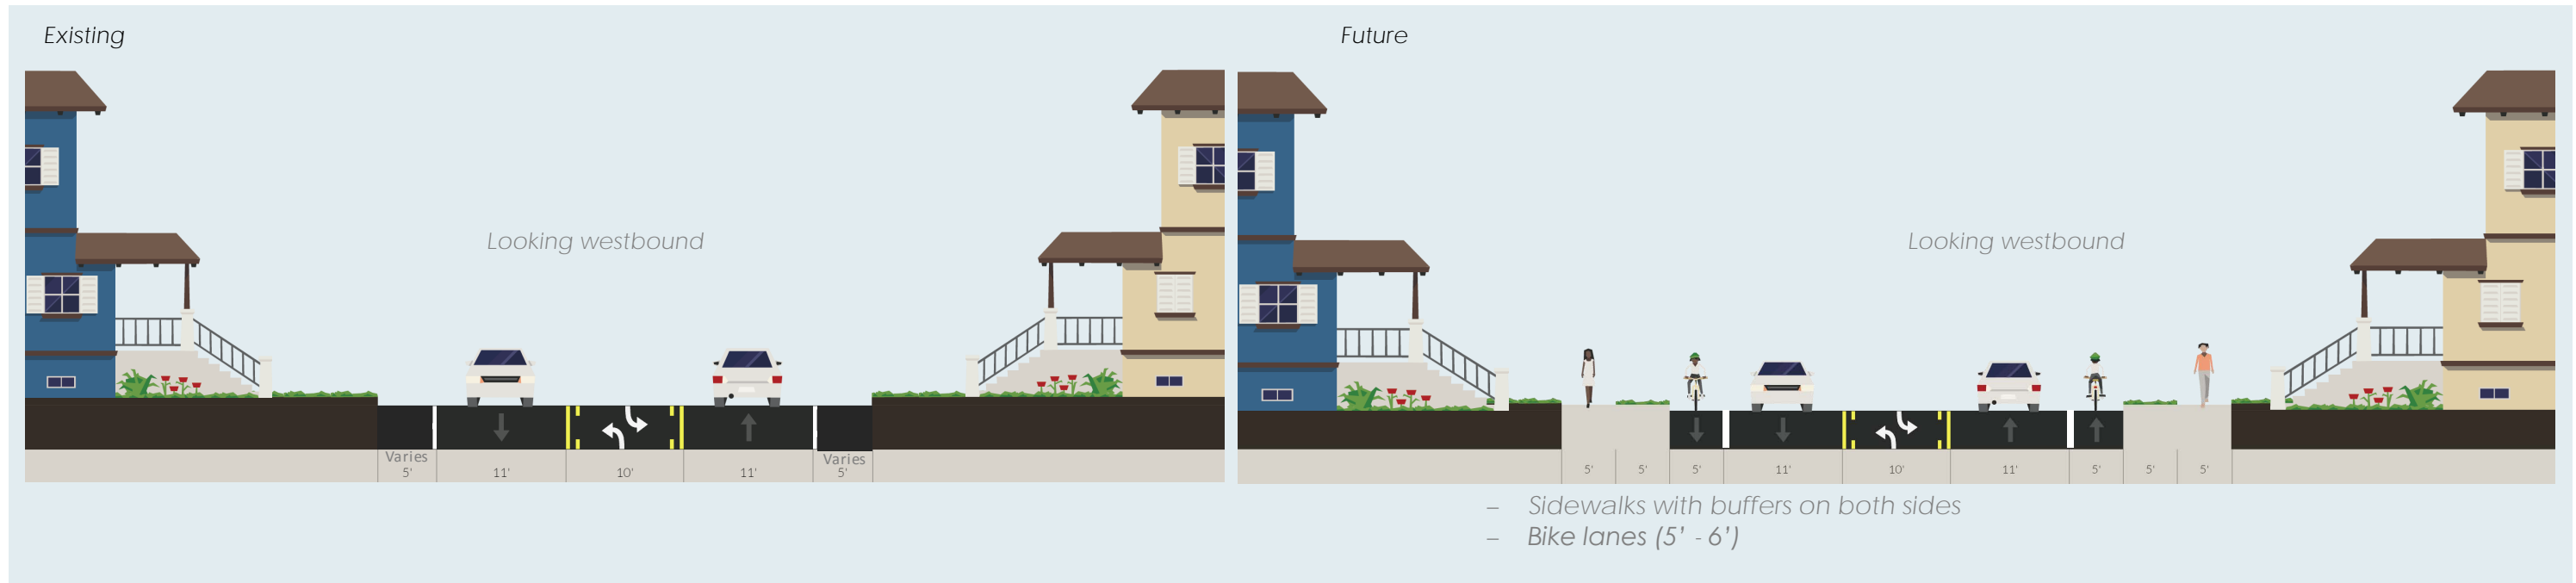 Existing
Looking westbound
Varies
5'
11'
10'
11'
Varies
5'
Future
Looking westbound
5'
5'
5'
11'
10'
11'
5'
5'
5'
– Sidewalks with buffers on both sides
– Bike lanes (5' - 6')